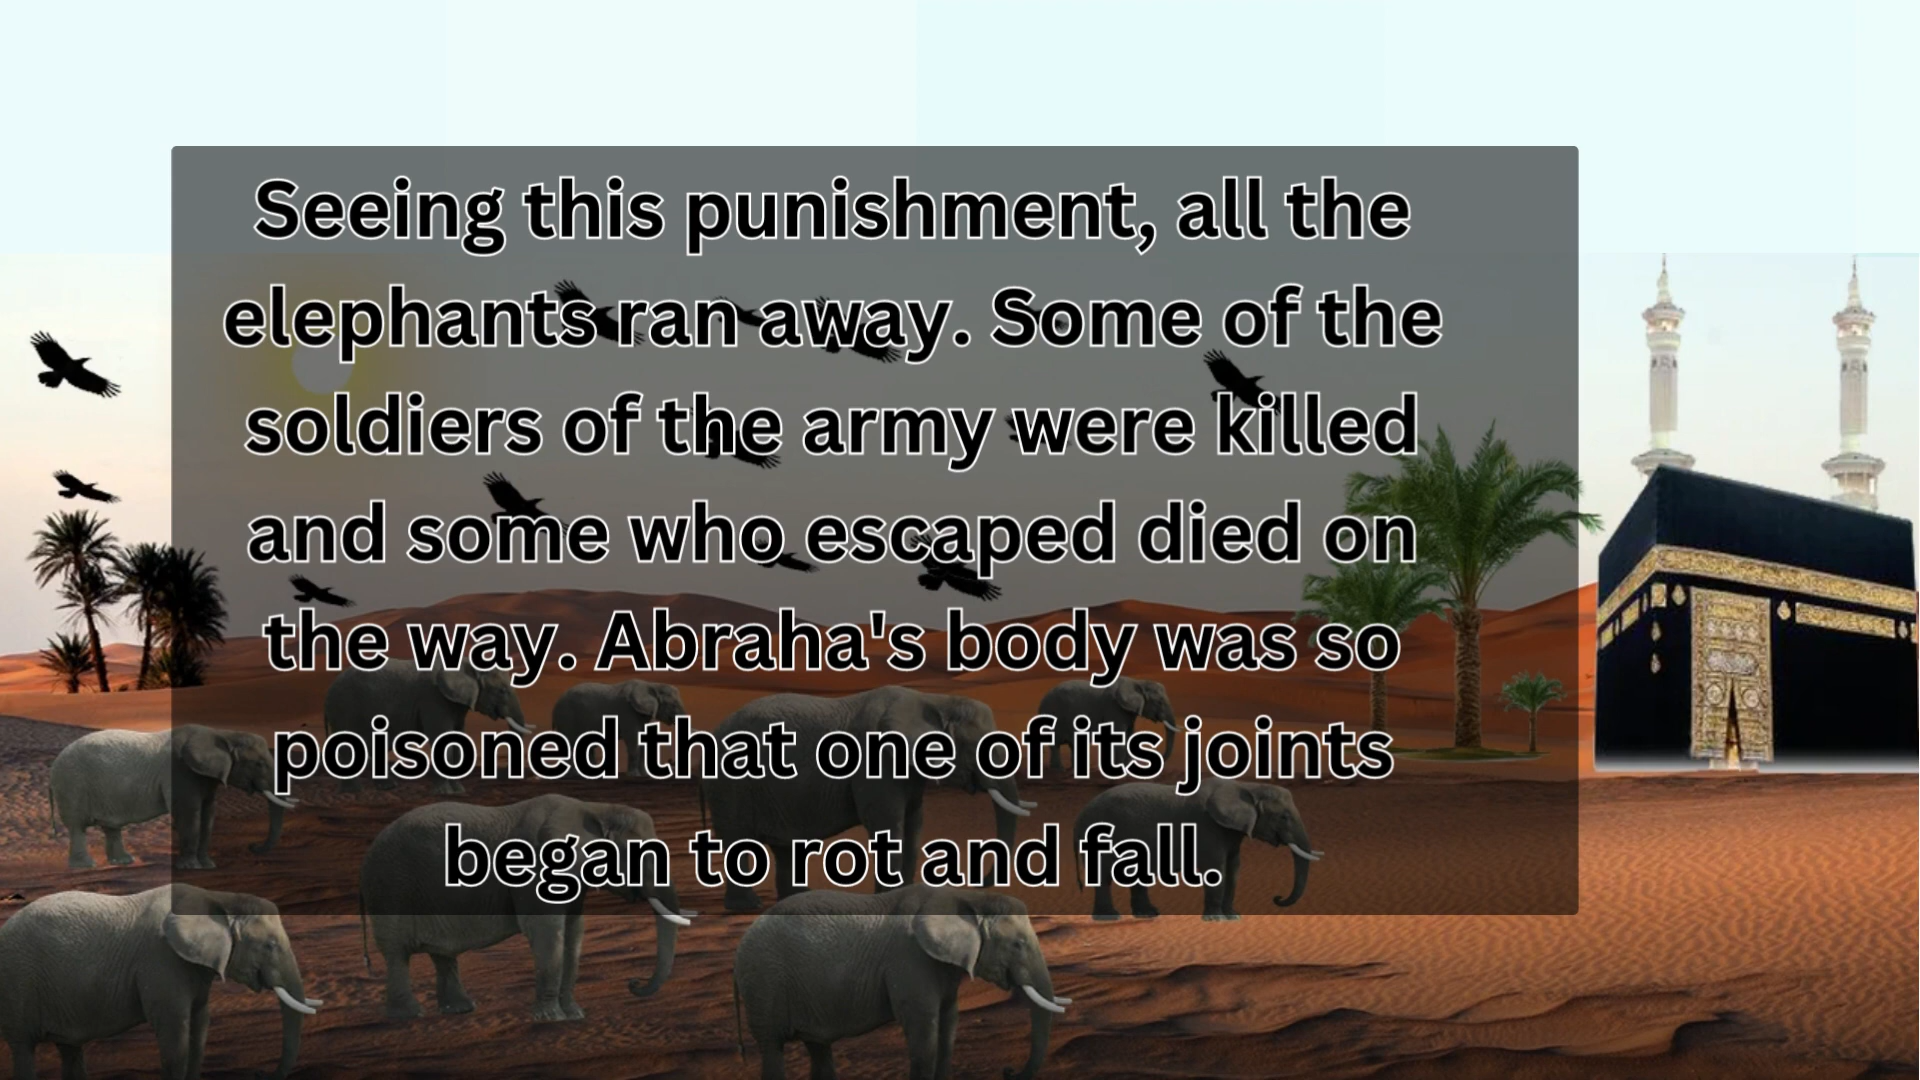 Seeing this punishment, all the
elephants ran away. Some of the
soldiers of the army were killed
and some who escaped died on
the way. Abraha's body was so
poisoned that one of its joints
began to rot and fall.